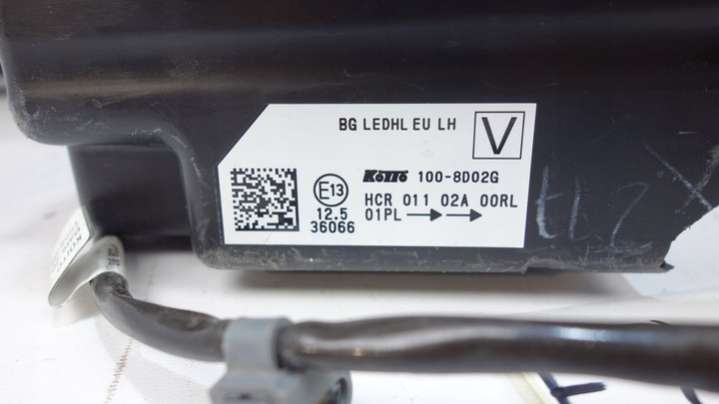 BG LEDHL EU LH
V
KOITO 100-8D02G
E13
HCR 011 02A 00RL
12.5
01PL
36066